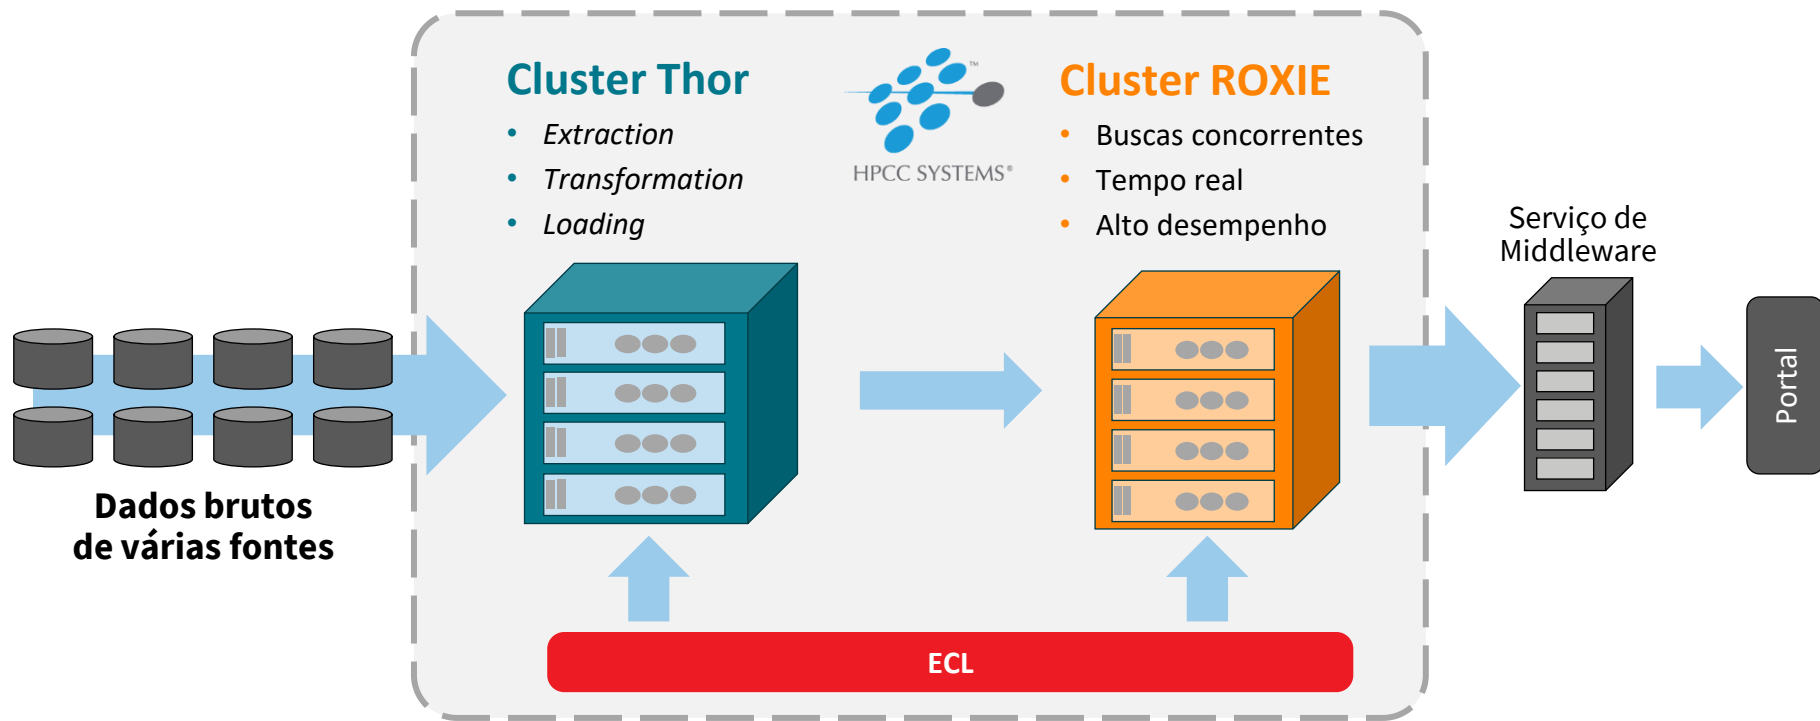 Cluster Thor
• Extraction
• Transformation
• Loading
™
HPCC SYSTEMS®
Cluster ROXIE
• Buscas concorrentes
• Tempo real
• Alto desempenho
Serviço de
Middleware
Portal
Dados brutos
de várias fontes
ECL